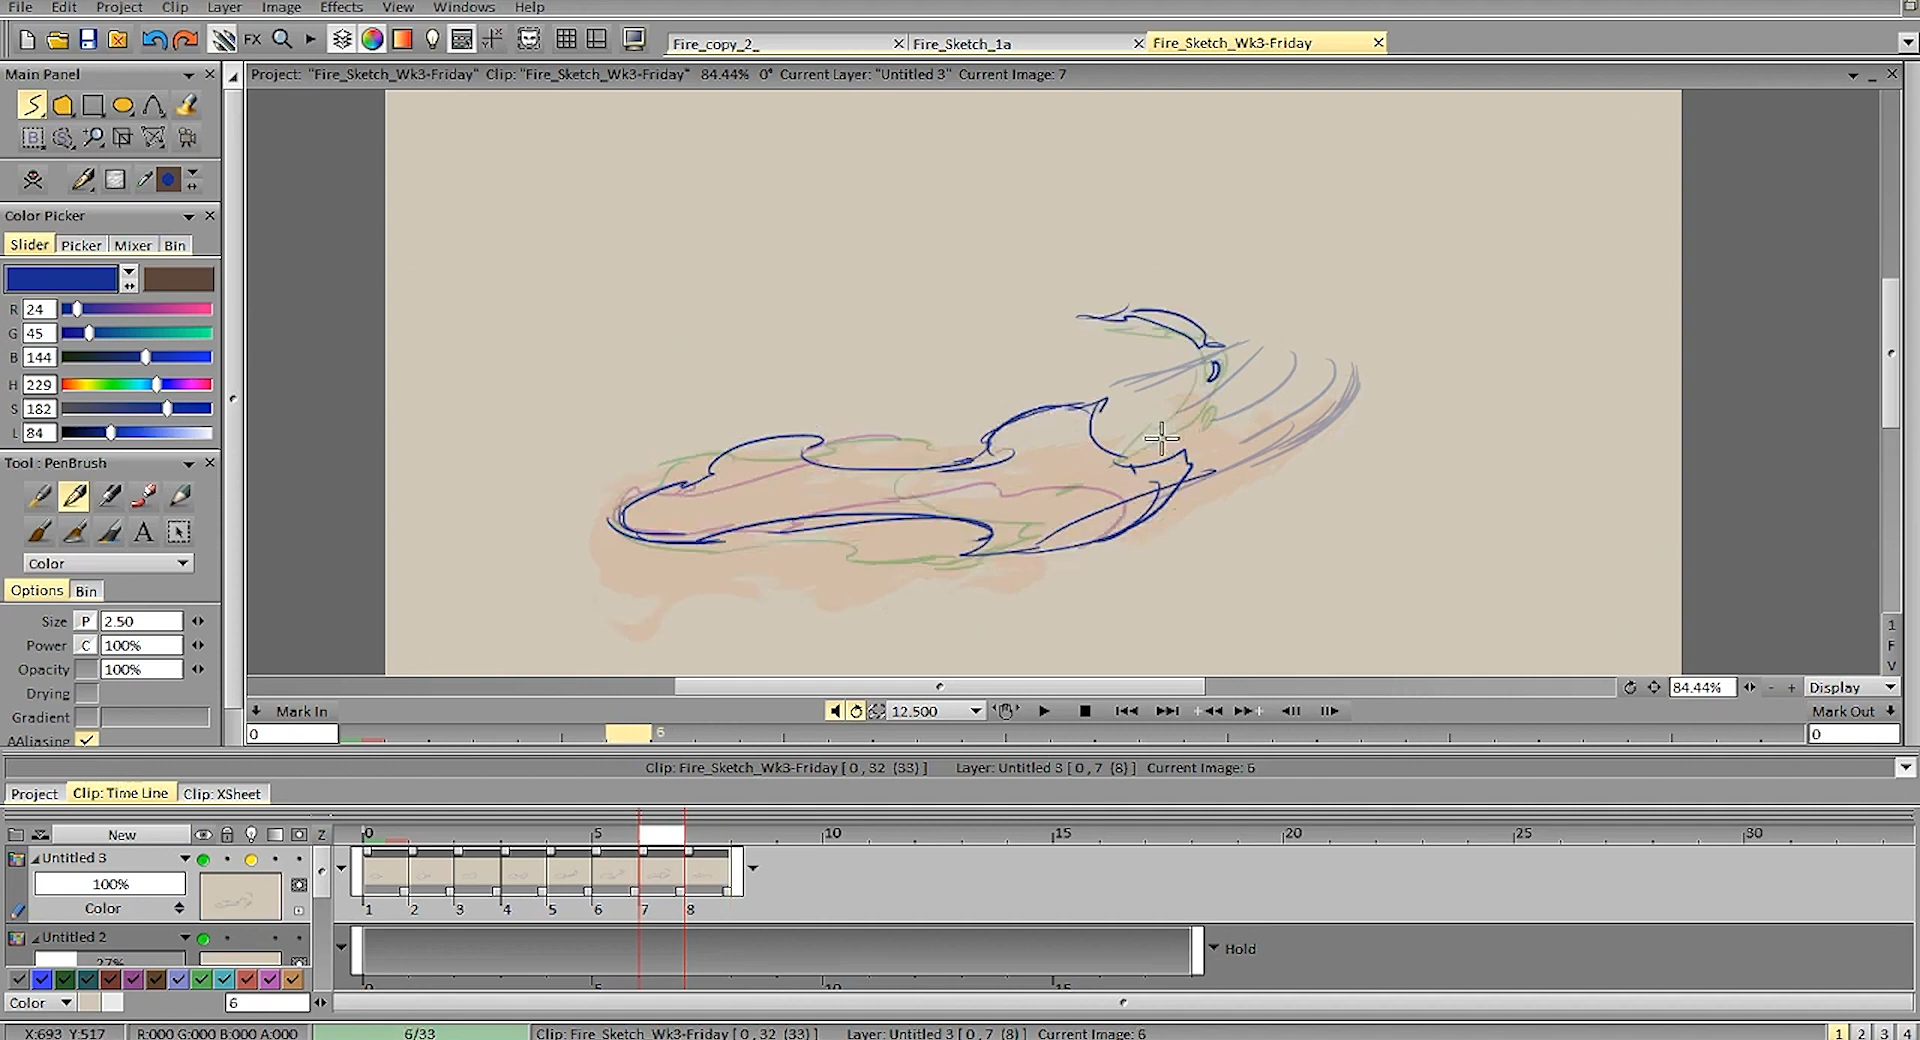 File Edit Project Clip Layer Image Effects View Windows Help
FX Fire_copy_2_ Fire_Sketch_1a Fire_Sketch_Wk3-Friday
Main Panel
Project: "Fire_Sketch_Wk3-Friday" Clip: "Fire_Sketch_Wk3-Friday" 84.44% 0° Current Layer: "Untitled 3" Current Image: 7
Color Picker
Slider Picker Mixer Bin
R 24
G 45
B 144
H 229
S 182
L 84
Tool : PenBrush
A
Color
Options Bin
Size P 2.50
Power C 100%
Opacity 100%
Drying
Gradient
AAliasing
1
F
V
84.44% - + Display
Mark In 12.500 Mark Out
0 6 0
Clip: Fire_Sketch_Wk3-Friday [ 0 , 32 (33) ] Layer: Untitled 3 [ 0 , 7 (8) ] Current Image: 6
Project Clip: Time Line Clip: XSheet
New Z 0 5 10 15 20 25 30
Untitled 3
100%
Color 1 2 3 4 5 6 7 8
Untitled 2
Hold
27%
0 5 10 15
Color 6
X:693 Y:517 R:000 G:000 B:000 A:000 6/33 Clip: Fire_Sketch_Wk3-Friday [ 0 , 32 (33) ] Layer: Untitled 3 [ 0 , 7 (8) ] Current Image: 6 1 2 3 4